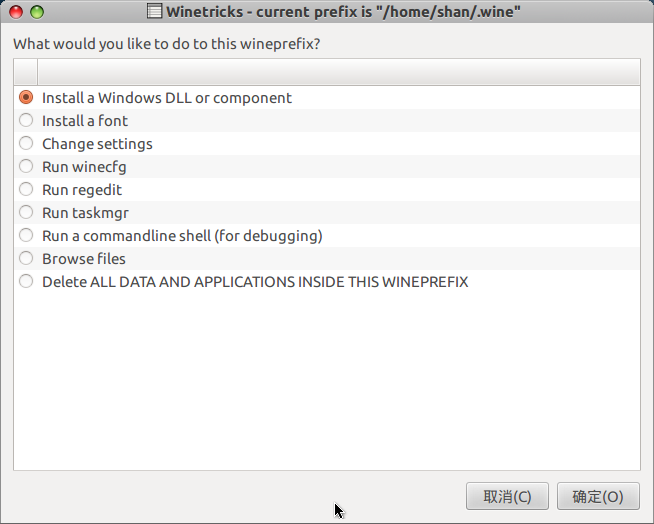 Winetricks - current prefix is "/home/shan/.wine"
What would you like to do to this wineprefix?
Install a Windows DLL or component
Install a font
Change settings
Run winecfg
Run regedit
Run taskmgr
Run a commandline shell (for debugging)
Browse files
Delete ALL DATA AND APPLICATIONS INSIDE THIS WINEPREFIX
取消(C) 确定(O)